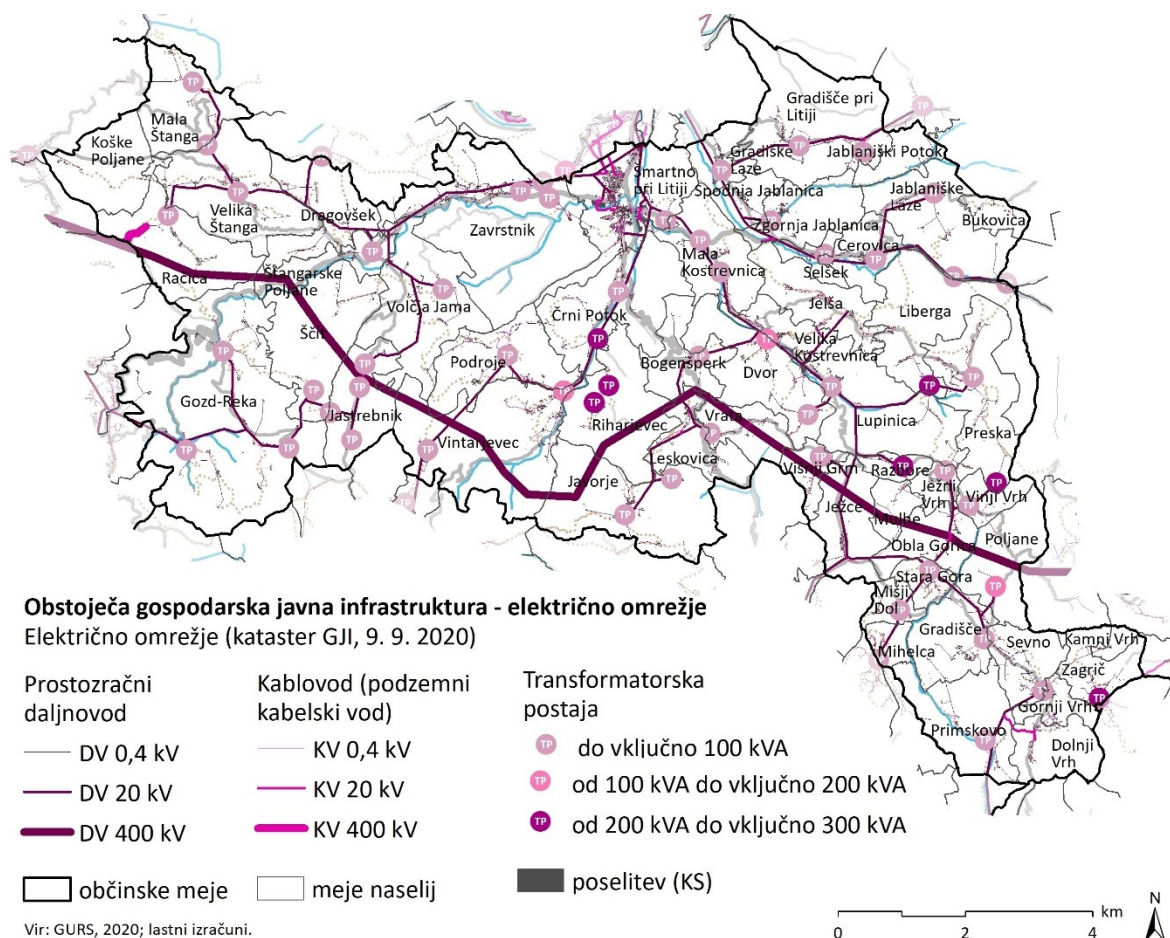 Gradišče pri
Litiji
Mala
Štanga
Koške
Poljane
Gradiške
Laze
Jablaniški Potok
Šmartno
pri Litiji
Spodnja Jablanica
Jablaniške
Laze
Bukovica
Velika
Štanga
Dragovšek
Zavrstnik
Zgornja Jablanica
Cerovica
Selšek
Mala
Kostrevnica
Račica
Štangarske
Poljane
Volčja Jama
Jelša
Liberga
Črni Potok
Velika
Kostrevnica
Podroje
Bogenšperk
Dvor
Gozd-Reka
Jastrebnik
Riharjevec
Vrata
Lupinica
Vintarjevec
Leskovica
Preska
Višnji Grm
Razbore
Javorje
Ježni
Vrh
Vinji Vrh
Ježce
Mulhe
Poljane
Obla Gorica
Stara Gora
Mišji
Dol
Gradišče
Sevno
Kamni Vrh
Mihelca
Zagrič
Gornji Vrh
Primskovo
Dolnji
Vrh
Obstoječa gospodarska javna infrastruktura - električno omrežje
Električno omrežje (kataster GJI, 9. 9. 2020)
Prostozračni
daljnovod
DV 0,4 kV
DV 20 kV
DV 400 kV
Kablovod (podzemni
kabelski vod)
KV 0,4 kV
KV 20 kV
KV 400 kV
Transformatorska
postaja
TP do vključno 100 kVA
TP od 100 kVA do vključno 200 kVA
TP od 200 kVA do vključno 300 kVA
občinske meje
meje naselij
poselitev (KS)
Vir: GURS, 2020; lastni izračuni.
0 2 4 km
N